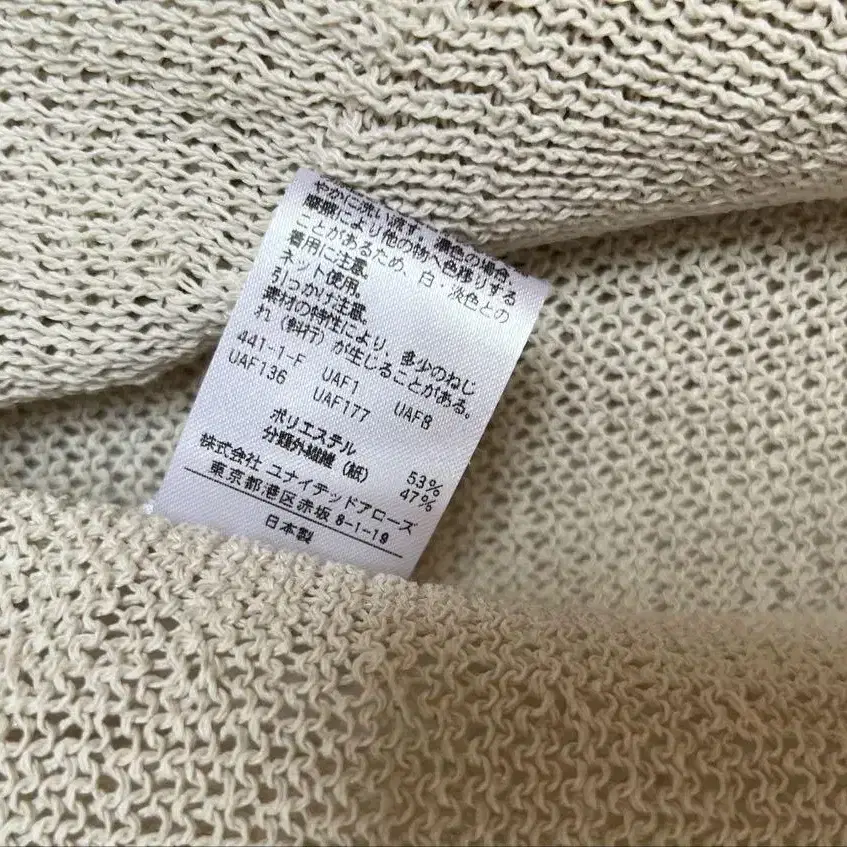 やかに洗い流す。濃色の場合、
摩擦により他の物へ色移りする
ことがあるため、白・淡色との
着用に注意。
ネット使用。
引っかけ注意。
素材の特性により、多少のねじ
れ（斜行）が生じることがある。
441-1-F UAF1 UAF8
UAF136 UAF177
ポリエステル 53%
分類外繊維（紙） 47%
株式会社 ユナイテッドアローズ
東京都港区赤坂 8-1-19
日本製